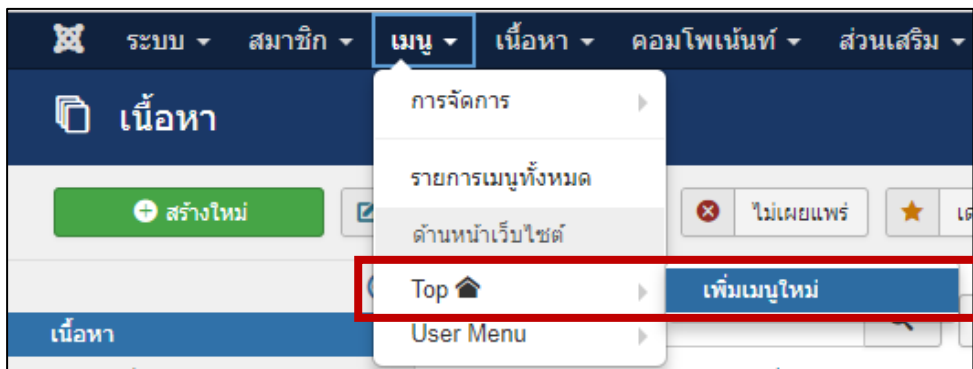 ระบบ สมาชิก เมนู เนื้อหา คอมโพเน้นท์ ส่วนเสริม
เนื้อหา
การจัดการ
รายการเมนูทั้งหมด
สร้างใหม่ ไม่เผยแพร่
ด้านหน้าเว็บไซต์
Top เพิ่มเมนูใหม่
เนื้อหา
User Menu